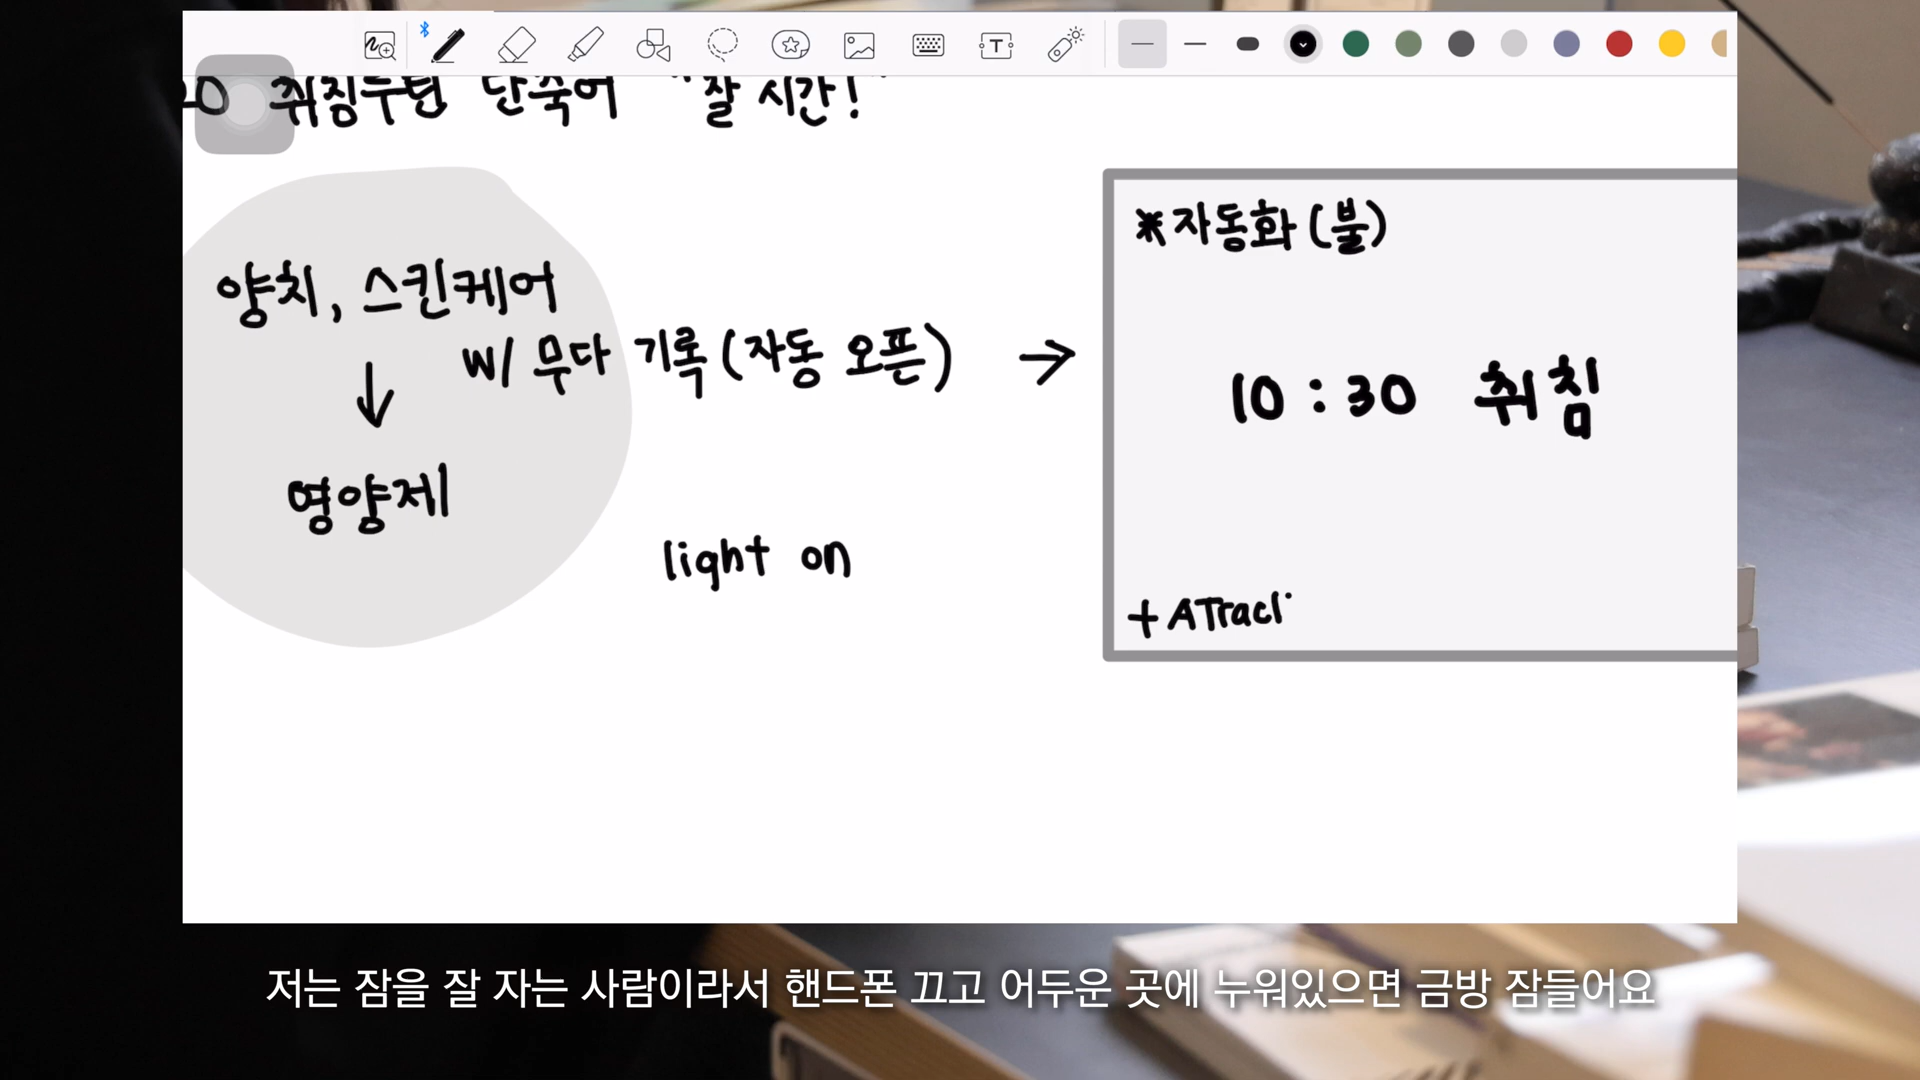 20 취침루틴 단축어 "잘 시간!"
양치, 스킨케어
w/ 무다 기록 (자동 오픈) →
↓
영양제
light on
*자동화 (불)
10:30 취침
+ ATracl
저는 잠을 잘 자는 사람이라서 핸드폰 끄고 어두운 곳에 누워있으면 금방 잠들어요